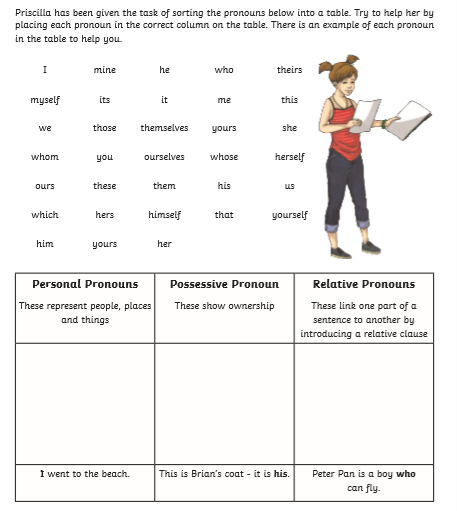 Priscilla has been given the task of sorting the pronouns below into a table. Try to help her by
placing each pronoun in the correct column on the table. There is an example of each pronoun
in the table to help you.
I mine he who theirs
myself its it me this
we those themselves yours she
whom you ourselves whose herself
ours these them his us
which hers himself that yourself
him yours her
Personal Pronouns Possessive Pronoun Relative Pronouns
These represent people, places These show ownership These link one part of a
and things sentence to another by
introducing a relative clause
I went to the beach. This is Brian's coat - it is his. Peter Pan is a boy who
can fly.